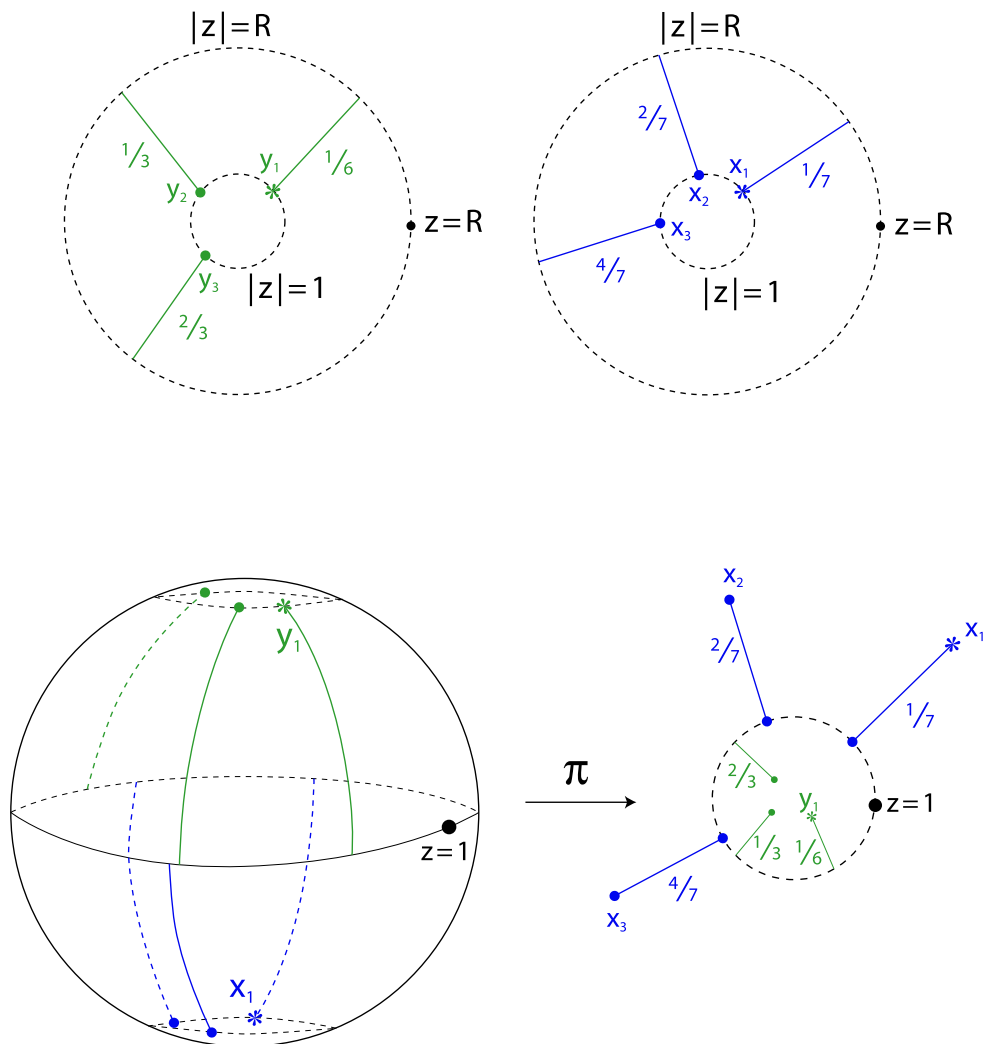 |z|=R
1/3
y₁
1/6
y₂
z=R
y₃
|z|=1
2/3
|z|=R
2/7
x₁
1/7
x₂
x₃
z=R
4/7
|z|=1
y₁
z=1
x₁
π
x₂
x₁
2/7
1/7
2/3
y₁
z=1
1/3
1/6
4/7
x₃